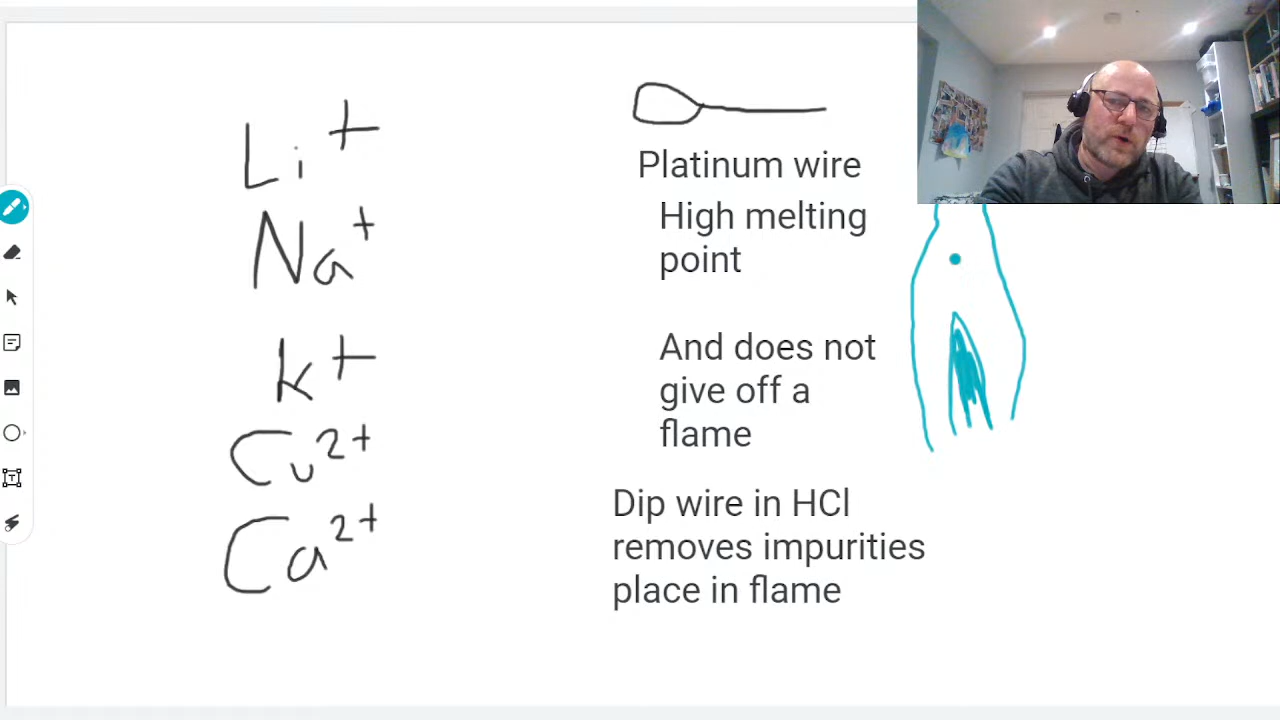 Li+
Na+
K+
Cu2+
Ca2+
Platinum wire
High melting
point
And does not
give off a
flame
Dip wire in HCl
removes impurities
place in flame